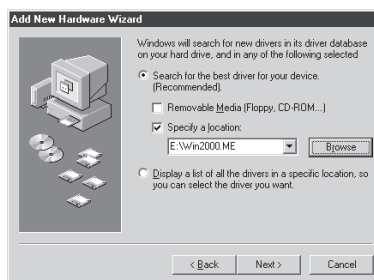 Add New Hardware Wizard
Windows will search for new drivers in its driver database
on your hard drive, and in any of the following selected
Search for the best driver for your device.
(Recommended).
Removable Media (Floppy, CD-ROM...)
Specify a location:
E:\Win2000.ME
Browse
Display a list of all the drivers in a specific location, so
you can select the driver you want.
< Back
Next >
Cancel